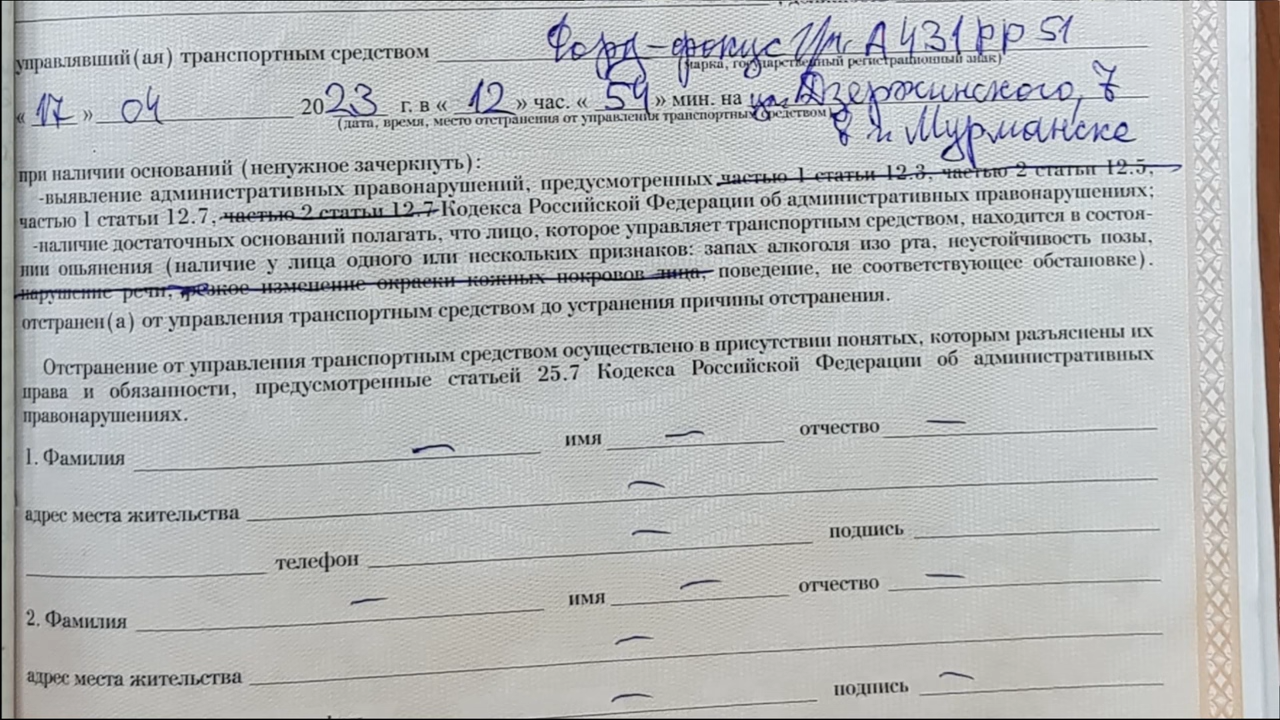 управлявший(ая) транспортным средством Форд-фокус г/н А431РР51
(марка, государственный регистрационный знак)
«17» 04 2023 г. в «12» час. «54» мин. на ул. Дзержинского, 7
(дата, время, место отстранения от управления транспортным средством)
в г. Мурманске
при наличии оснований (ненужное зачеркнуть):
-выявление административных правонарушений, предусмотренных частью 1 статьи 12.3, частью 2 статьи 12.5,
частью 1 статьи 12.7, частью 2 статьи 12.7 Кодекса Российской Федерации об административных правонарушениях;
-наличие достаточных оснований полагать, что лицо, которое управляет транспортным средством, находится в состоя-
нии опьянения (наличие у лица одного или нескольких признаков: запах алкоголя изо рта, неустойчивость позы,
нарушение речи, резкое изменение окраски кожных покровов лица, поведение, не соответствующее обстановке).
отстранен(а) от управления транспортным средством до устранения причины отстранения.
Отстранение от управления транспортным средством осуществлено в присутствии понятых, которым разъяснены их
права и обязанности, предусмотренные статьей 25.7 Кодекса Российской Федерации об административных
правонарушениях.
1. Фамилия — имя — отчество —
адрес места жительства —
телефон — подпись
2. Фамилия — имя — отчество —
адрес места жительства —
— подпись —